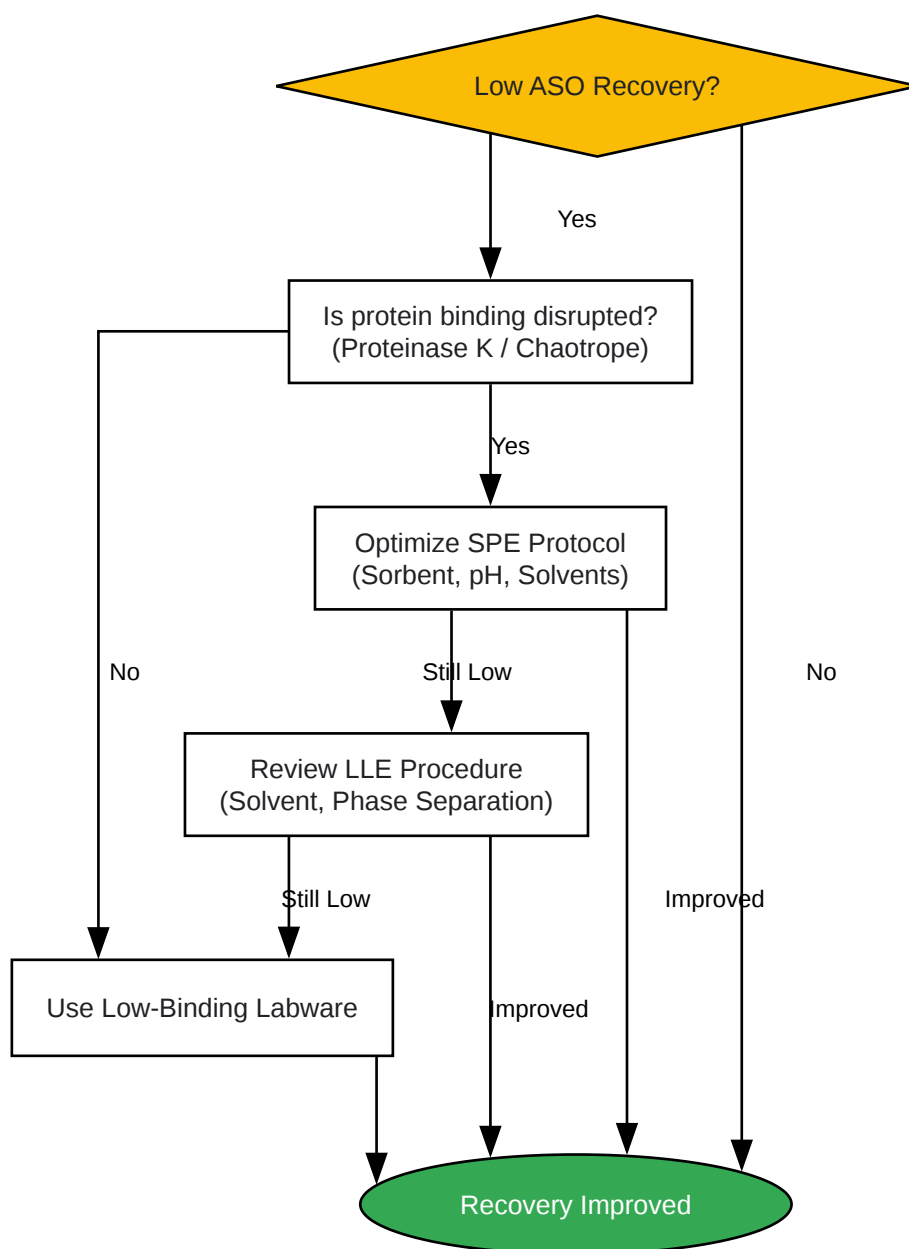 Low ASO Recovery?
Yes
Is protein binding disrupted?
(Proteinase K / Chaotrope)
Yes
Optimize SPE Protocol
(Sorbent, pH, Solvents)
No
Still Low
No
Review LLE Procedure
(Solvent, Phase Separation)
Still Low
Improved
Use Low-Binding Labware
Improved
Recovery Improved